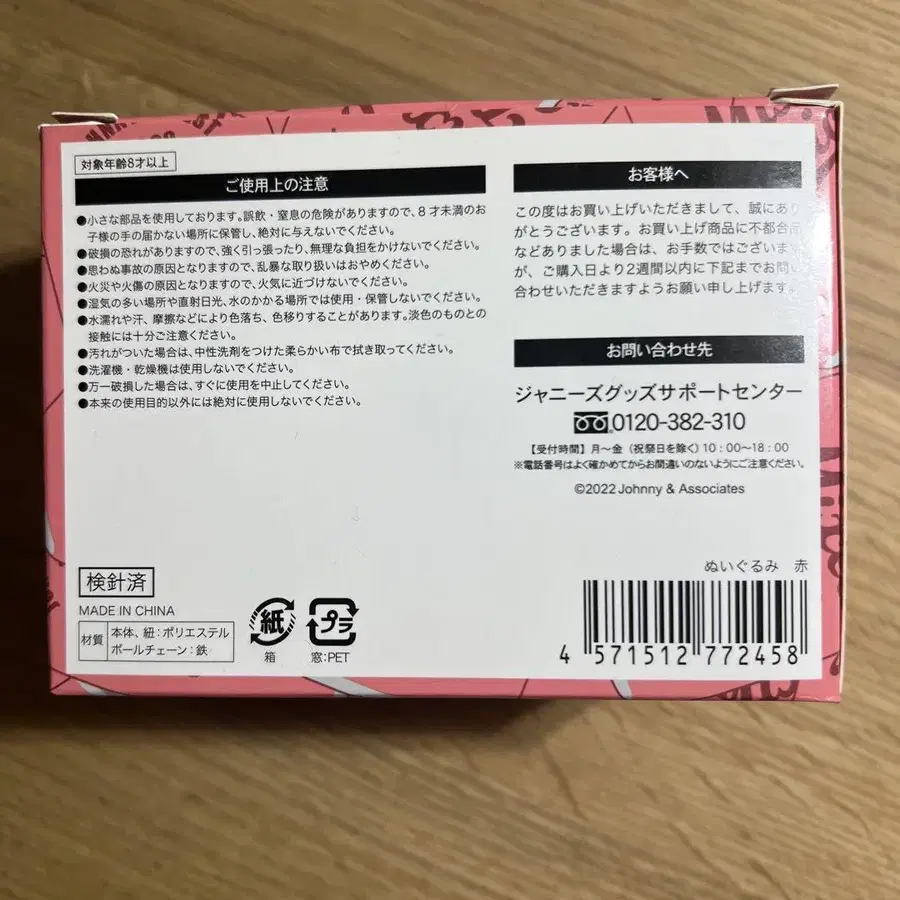 対象年齢8才以上
ご使用上の注意
●小さな部品を使用しております。誤飲・窒息の危険がありますので、8才未満のお
子様の手の届かない場所に保管し、絶対に与えないでください。
●破損の恐れがありますので、強く引っ張ったり、無理な負担をかけないでください。
●思わぬ事故の原因となりますので、乱暴な取り扱いはおやめください。
●火災や火傷の原因となりますので、火気に近づけないでください。
●湿気の多い場所や直射日光、水のかかる場所では使用・保管しないでください。
●水濡れや汗、摩擦などにより色落ち、色移りすることがあります。淡色のものとの
接触には十分ご注意ください。
●汚れがついた場合は、中性洗剤をつけた柔らかい布で拭き取ってください。
●洗濯機・乾燥機は使用しないでください。
●万一破損した場合は、すぐに使用を中止してください。
●本来の使用目的以外には絶対に使用しないでください。
検針済
MADE IN CHINA
材質
本体、紐:ポリエステル
ボールチェーン:鉄
紙
箱
プラ
窓:PET
お客様へ
この度はお買い上げいただきまして、誠にあり
がとうございます。お買い上げ商品に不都合な
などありました場合は、お手数ではございます
が、ご購入日より2週間以内に下記までお問い
合わせいただきますようお願い申し上げます。
お問い合わせ先
ジャニーズグッズサポートセンター
0120-382-310
【受付時間】月〜金（祝祭日を除く）10：00〜18：00
※電話番号はよく確かめてからお間違いのないようにご注意ください。
©2022 Johnny & Associates
ぬいぐるみ 赤
4 571512 772458